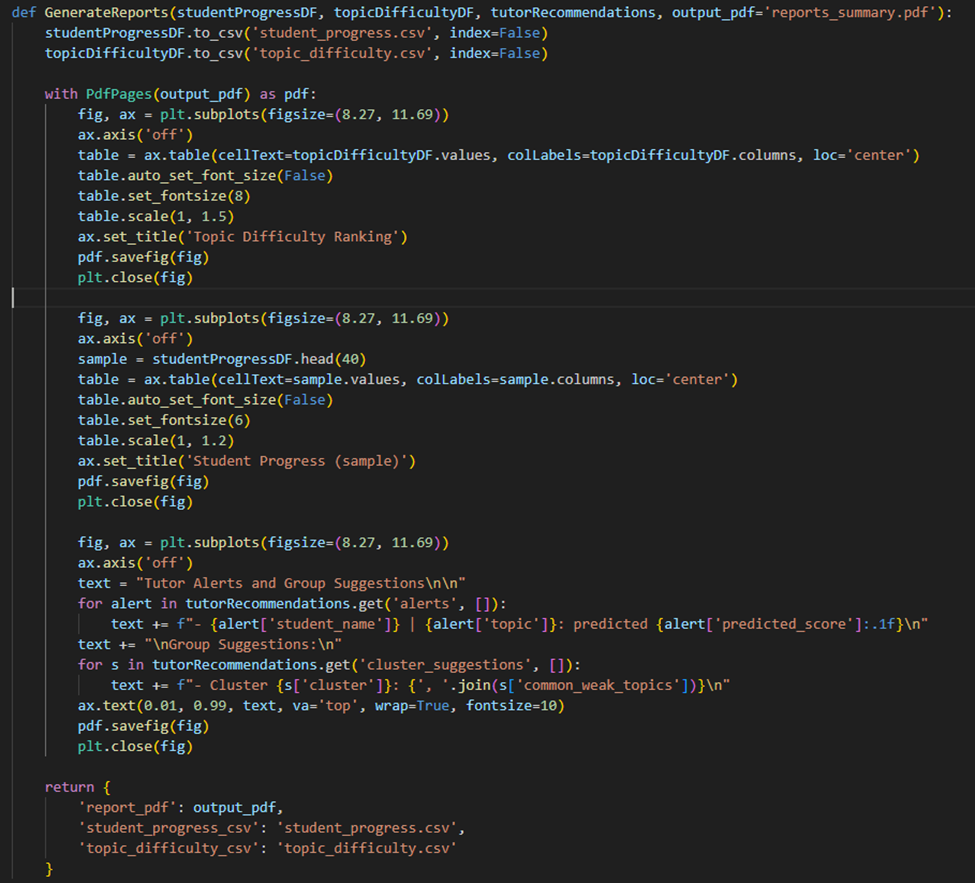 def GenerateReports(studentProgressDF, topicDifficultyDF, tutorRecommendations, output_pdf='reports_summary.pdf'):
    studentProgressDF.to_csv('student_progress.csv', index=False)
    topicDifficultyDF.to_csv('topic_difficulty.csv', index=False)

    with PdfPages(output_pdf) as pdf:
        fig, ax = plt.subplots(figsize=(8.27, 11.69))
        ax.axis('off')
        table = ax.table(cellText=topicDifficultyDF.values, colLabels=topicDifficultyDF.columns, loc='center')
        table.auto_set_font_size(False)
        table.set_fontsize(8)
        table.scale(1, 1.5)
        ax.set_title('Topic Difficulty Ranking')
        pdf.savefig(fig)
        plt.close(fig)

        fig, ax = plt.subplots(figsize=(8.27, 11.69))
        ax.axis('off')
        sample = studentProgressDF.head(40)
        table = ax.table(cellText=sample.values, colLabels=sample.columns, loc='center')
        table.auto_set_font_size(False)
        table.set_fontsize(6)
        table.scale(1, 1.2)
        ax.set_title('Student Progress (sample)')
        pdf.savefig(fig)
        plt.close(fig)

        fig, ax = plt.subplots(figsize=(8.27, 11.69))
        ax.axis('off')
        text = "Tutor Alerts and Group Suggestions\n\n"
        for alert in tutorRecommendations.get('alerts', []):
            text += f"- {alert['student_name']} | {alert['topic']}: predicted {alert['predicted_score']:.1f}\n"
        text += "\nGroup Suggestions:\n"
        for s in tutorRecommendations.get('cluster_suggestions', []):
            text += f"- Cluster {s['cluster']}: {', '.join(s['common_weak_topics'])}\n"
        ax.text(0.01, 0.99, text, va='top', wrap=True, fontsize=10)
        pdf.savefig(fig)
        plt.close(fig)

    return {
        'report_pdf': output_pdf,
        'student_progress_csv': 'student_progress.csv',
        'topic_difficulty_csv': 'topic_difficulty.csv'
    }